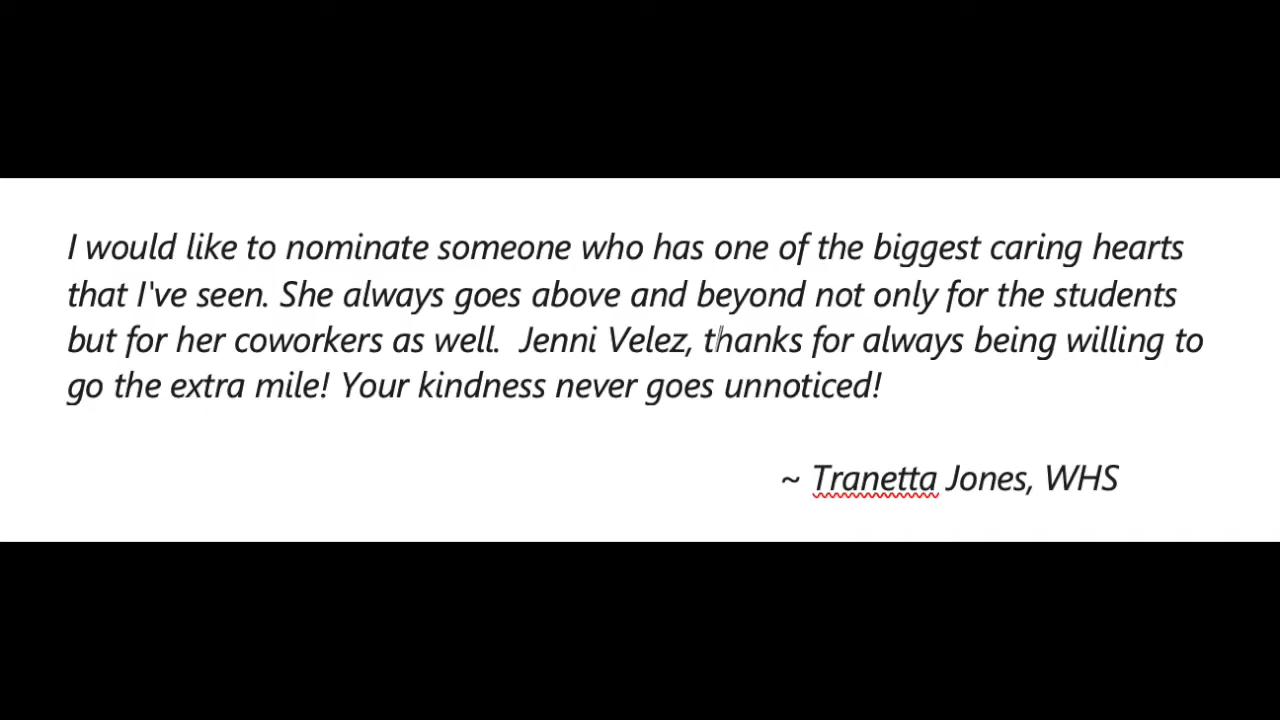 I would like to nominate someone who has one of the biggest caring hearts
that I've seen. She always goes above and beyond not only for the students
but for her coworkers as well.  Jenni Velez, thanks for always being willing to
go the extra mile! Your kindness never goes unnoticed!
~ Tranetta Jones, WHS